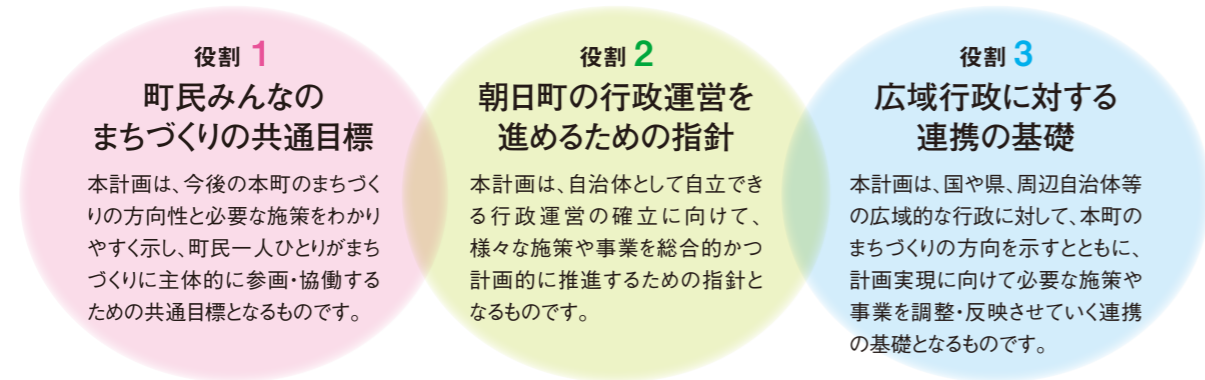 役割 1
町民みんなの
まちづくりの共通目標
本計画は、今後の本町のまちづく
りの方向性と必要な施策をわかり
やすく示し、町民一人ひとりがまち
づくりに主体的に参画・協働する
ための共通目標となるものです。
役割 2
朝日町の行政運営を
進めるための指針
本計画は、自治体として自立でき
る行政運営の確立に向けて、
様々な施策や事業を総合的かつ
計画的に推進するための指針と
なるものです。
役割 3
広域行政に対する
連携の基礎
本計画は、国や県、周辺自治体等
の広域的な行政に対して、本町の
まちづくりの方向を示すとともに、
計画実現に向けて必要な施策や
事業を調整・反映させていく連携
の基礎となるものです。